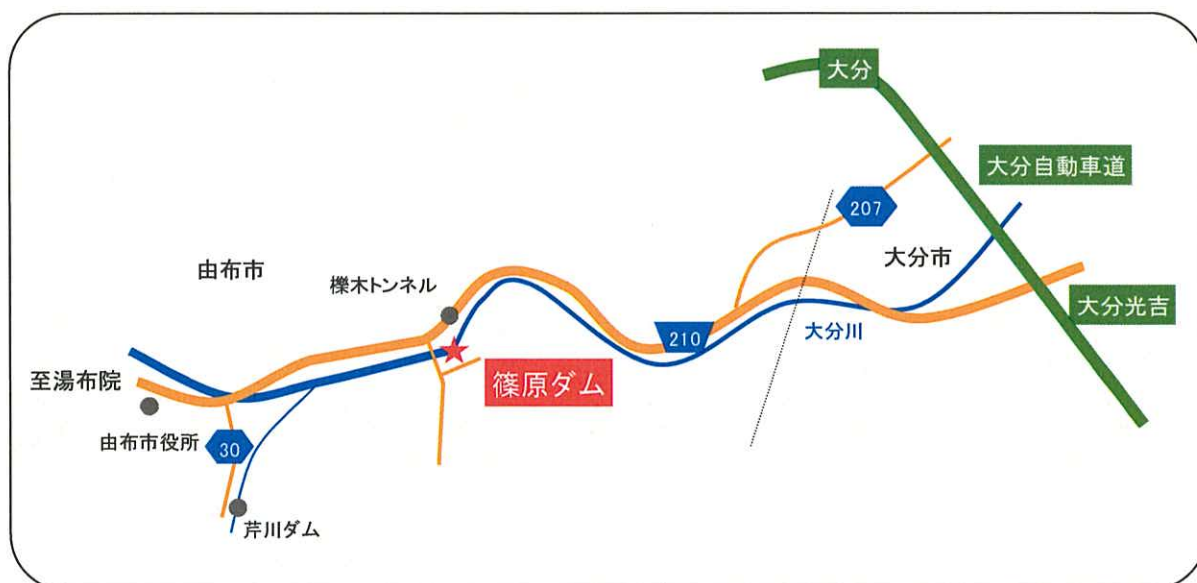 大分
大分自動車道
207
由布市
大分市
櫟木トンネル
大分光吉
210
大分川
至湯布院
篠原ダム
由布市役所
30
芹川ダム